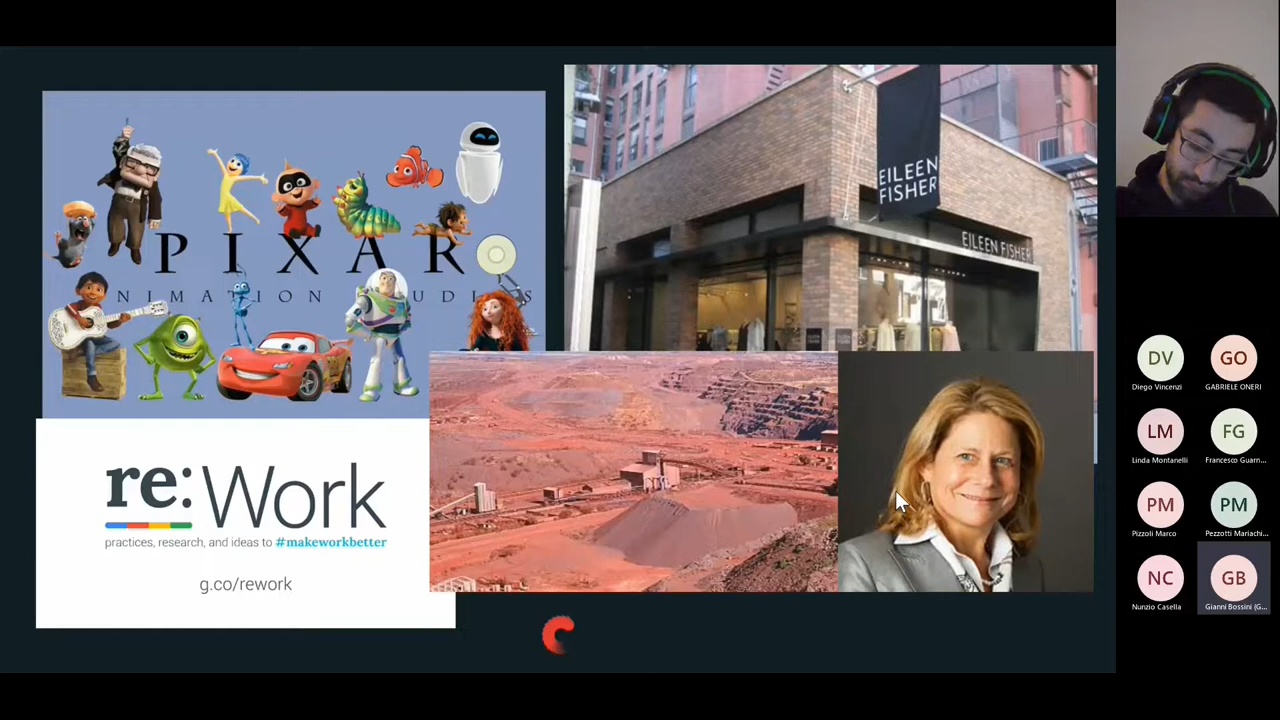 PIXAR
NIMATION
UDI S
EILEEN
FISHER
EILEEN FISHER
re:Work
practices, research, and ideas to #makeworkbetter
g.co/rework
DV
Diego Vincenzi
GO
GABRIELE ONERI
LM
Linda Montanelli
FG
Francesco Guarn...
PM
Pizzoli Marco
PM
Pezzotti Mariachi...
NC
Nunzio Casella
GB
Gianni Bossini (G...